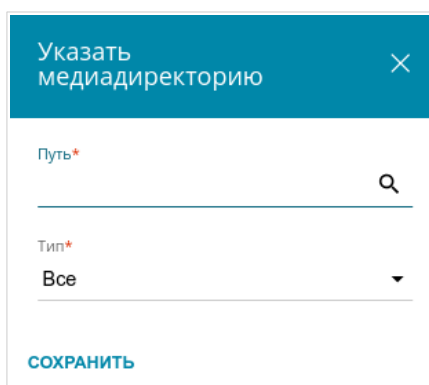 Указать
медиадиректорию
Путь*
Тип*
Все
СОХРАНИТЬ